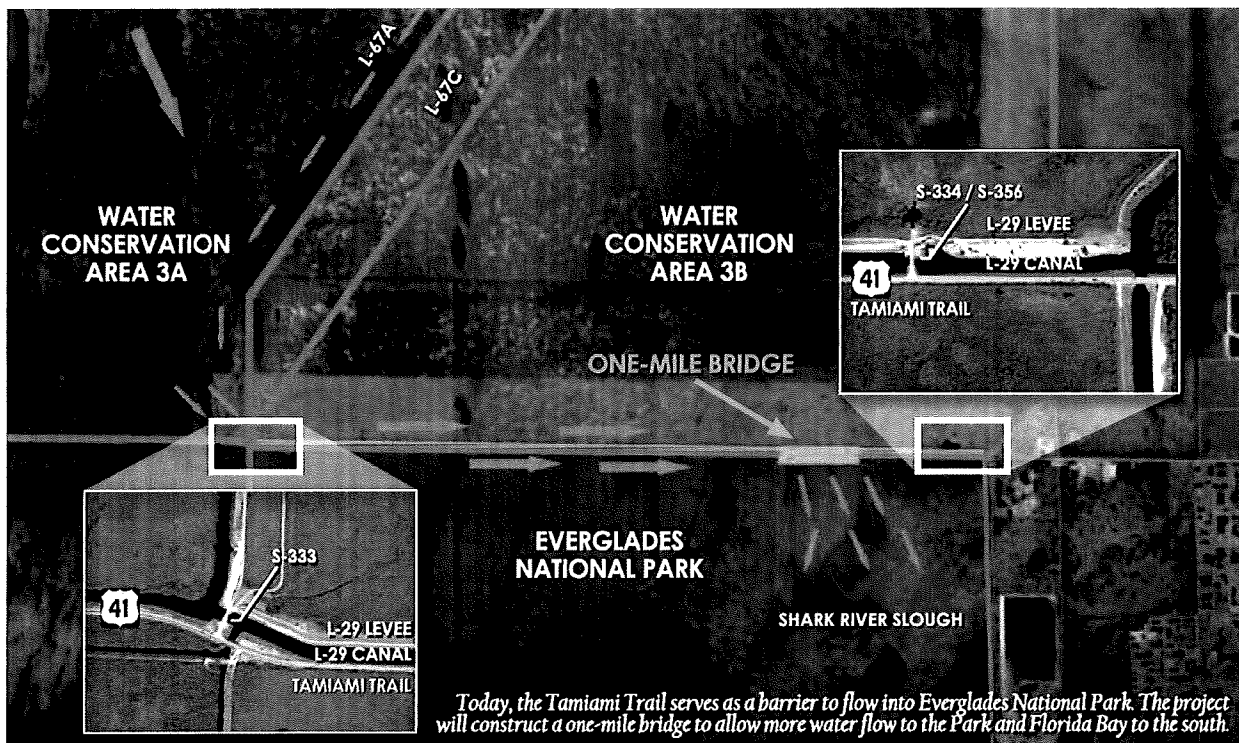 L-67A
L-67C
WATER
CONSERVATION
AREA 3A
WATER
CONSERVATION
AREA 3B
S-334 / S-356
L-29 LEVEE
L-29 CANAL
41
TAMIAMI TRAIL
ONE-MILE BRIDGE
EVERGLADES
NATIONAL PARK
S-333
41
L-29 LEVEE
L-29 CANAL
TAMIAMI TRAIL
SHARK RIVER SLOUGH
Today, the Tamiami Trail serves as a barrier to flow into Everglades National Park. The project
will construct a one-mile bridge to allow more water flow to the Park and Florida Bay to the south.